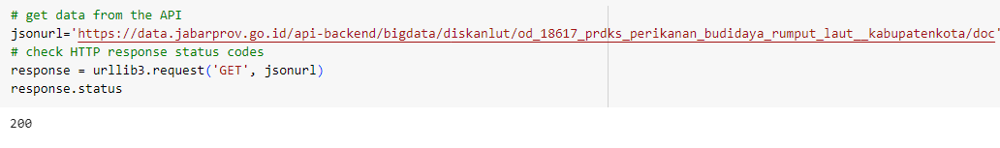 # get data from the API
jsonurl='https://data.jabarprov.go.id/api-backend/bigdata/diskanlut/od_18617_prdks_perikanan_budidaya_rumput_laut__kabupatenkota/doc'
# check HTTP response status codes
response = urllib3.request('GET', jsonurl)
response.status
200